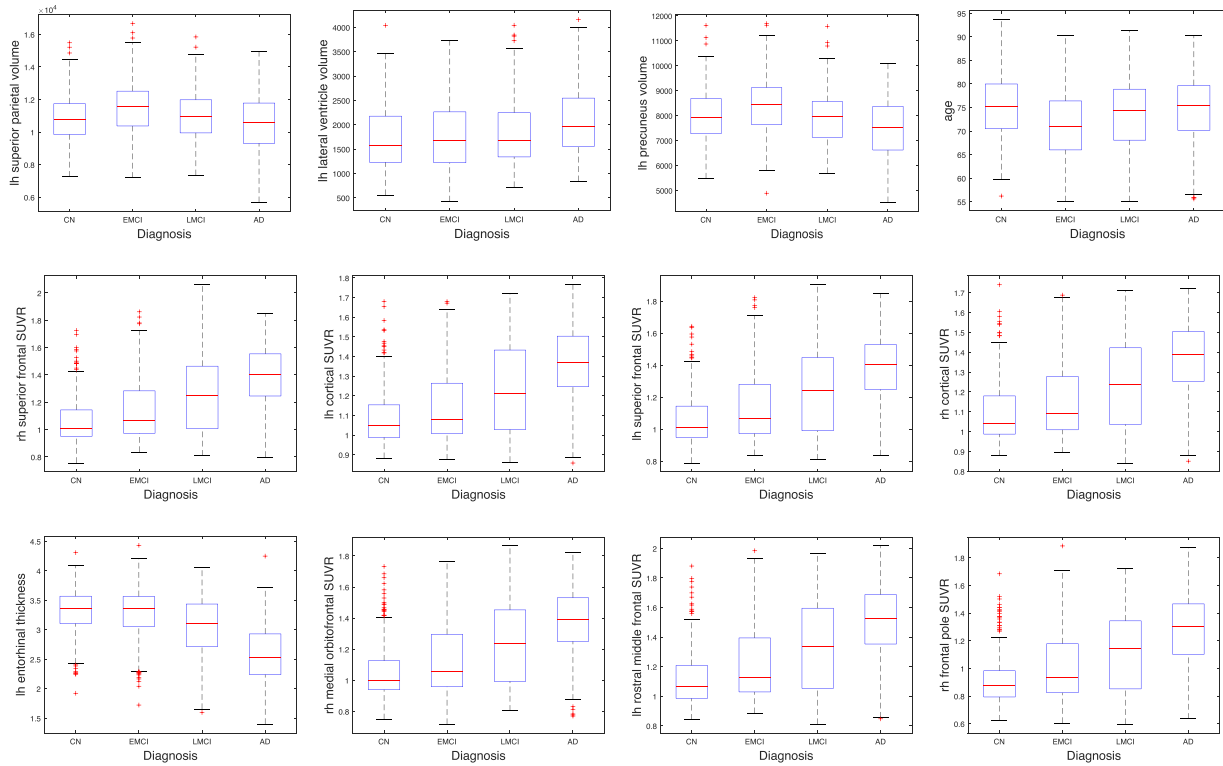 ×10⁴
lh superior parietal volume
1.6
1.4
1.2
1
0.8
0.6
CN EMCI LMCI AD
Diagnosis
lh lateral ventricle volume
4000
3500
3000
2500
2000
1500
1000
500
CN EMCI LMCI AD
Diagnosis
lh precuneus volume
12000
11000
10000
9000
8000
7000
6000
5000
CN EMCI LMCI AD
Diagnosis
age
95
90
85
80
75
70
65
60
55
CN EMCI LMCI AD
Diagnosis
rh superior frontal SUVR
2
1.8
1.6
1.4
1.2
1
0.8
CN EMCI LMCI AD
Diagnosis
lh cortical SUVR
1.8
1.7
1.6
1.5
1.4
1.3
1.2
1.1
1
0.9
CN EMCI LMCI AD
Diagnosis
lh superior frontal SUVR
1.8
1.6
1.4
1.2
1
0.8
CN EMCI LMCI AD
Diagnosis
rh cortical SUVR
1.7
1.6
1.5
1.4
1.3
1.2
1.1
1
0.9
0.8
CN EMCI LMCI AD
Diagnosis
lh entorhinal thickness
4.5
4
3.5
3
2.5
2
1.5
CN EMCI LMCI AD
Diagnosis
rh medial orbitofrontal SUVR
1.8
1.6
1.4
1.2
1
0.8
CN EMCI LMCI AD
Diagnosis
lh rostral middle frontal SUVR
2
1.8
1.6
1.4
1.2
1
0.8
CN EMCI LMCI AD
Diagnosis
rh frontal pole SUVR
1.8
1.6
1.4
1.2
1
0.8
0.6
CN EMCI LMCI AD
Diagnosis